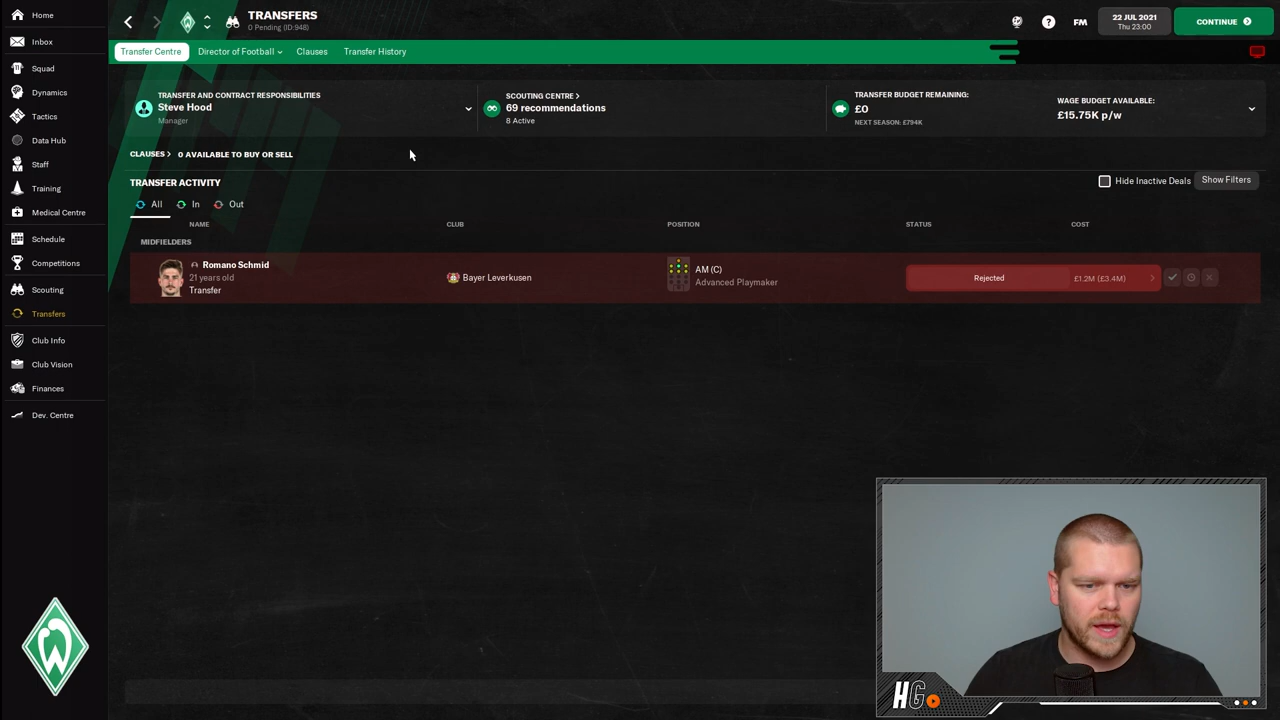 Home
Inbox
Squad
Dynamics
Tactics
Data Hub
Staff
Training
Medical Centre
Schedule
Competitions
Scouting
Transfers
Club Info
Club Vision
Finances
Dev. Centre
TRANSFERS
0 Pending (ID:948)
FM
22 JUL 2021
Thu 23:00
CONTINUE
Transfer Centre
Director of Football
Clauses
Transfer History
TRANSFER AND CONTRACT RESPONSIBILITIES
Steve Hood
Manager
SCOUTING CENTRE >
69 recommendations
8 Active
TRANSFER BUDGET REMAINING:
£0
NEXT SEASON: £794K
WAGE BUDGET AVAILABLE:
£15.75K p/w
CLAUSES > 0 AVAILABLE TO BUY OR SELL
TRANSFER ACTIVITY
Hide Inactive Deals
Show Filters
All
In
Out
NAME CLUB POSITION STATUS COST
MIDFIELDERS
Romano Schmid
21 years old
Transfer
Bayer Leverkusen
AM (C)
Advanced Playmaker
Rejected
£1.2M (£3.4M)
HG